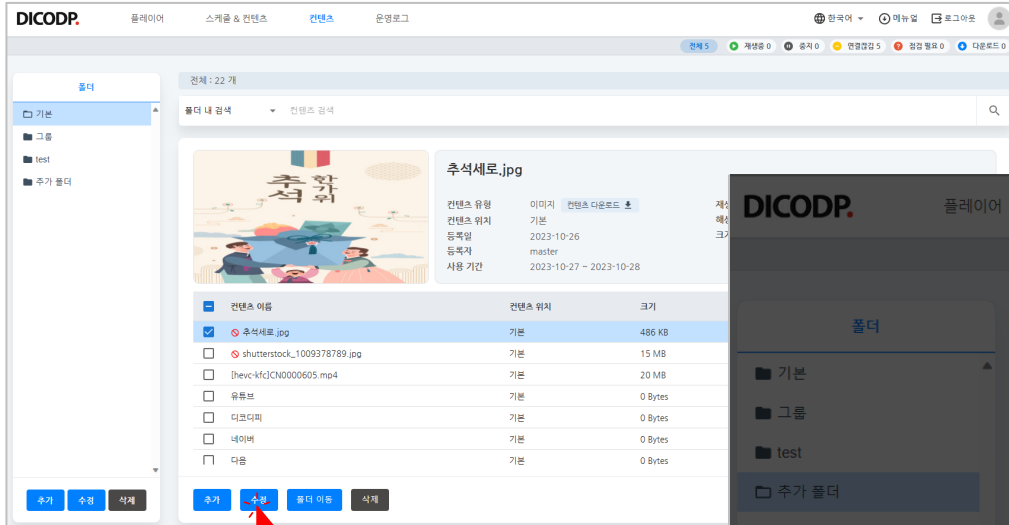 DICODP. 플레이어 스케줄 & 컨텐츠 컨텐츠 운영로그 한국어 메뉴얼 로그아웃
전체 5 재생중 0 중지 0 연결끊김 5 점검 필요 0 다운로드 0
폴더
기본
그룹
test
추가 폴더
추가 수정 삭제
전체 : 22 개
폴더 내 검색 컨텐츠 검색
추석 한가위
추석세로.jpg
컨텐츠 유형 이미지 컨텐츠 다운로드
컨텐츠 위치 기본
등록일 2023-10-26
등록자 master
사용 기간 2023-10-27 ~ 2023-10-28
컨텐츠 이름 컨텐츠 위치 크기
추석세로.jpg 기본 486 KB
shutterstock_1009378789.jpg 기본 15 MB
[hevc-kfc]CN0000605.mp4 기본 20 MB
유튜브 기본 0 Bytes
디코디피 기본 0 Bytes
네이버 기본 0 Bytes
다음 기본 0 Bytes
추가 수정 폴더 이동 삭제
DICODP. 플레이어
폴더
기본
그룹
test
추가 폴더